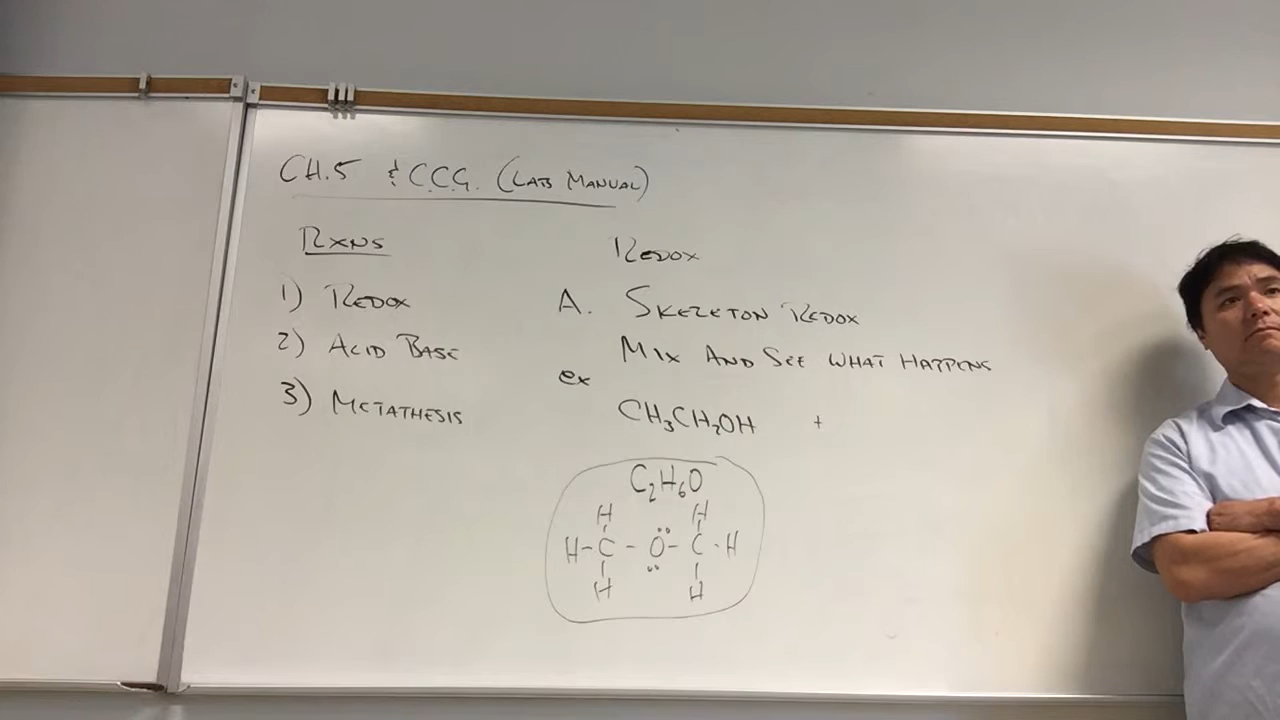 CH.5 & C.C.G. (LAB MANUAL)
RXNS
1) REDOX
2) ACID BASE
3) METATHESIS
REDOX
A. SKELETON REDOX
MIX AND SEE WHAT HAPPENS
ex
CH₃CH₂OH +
C₂H₆O
H H
H-C-O-C-H
H H